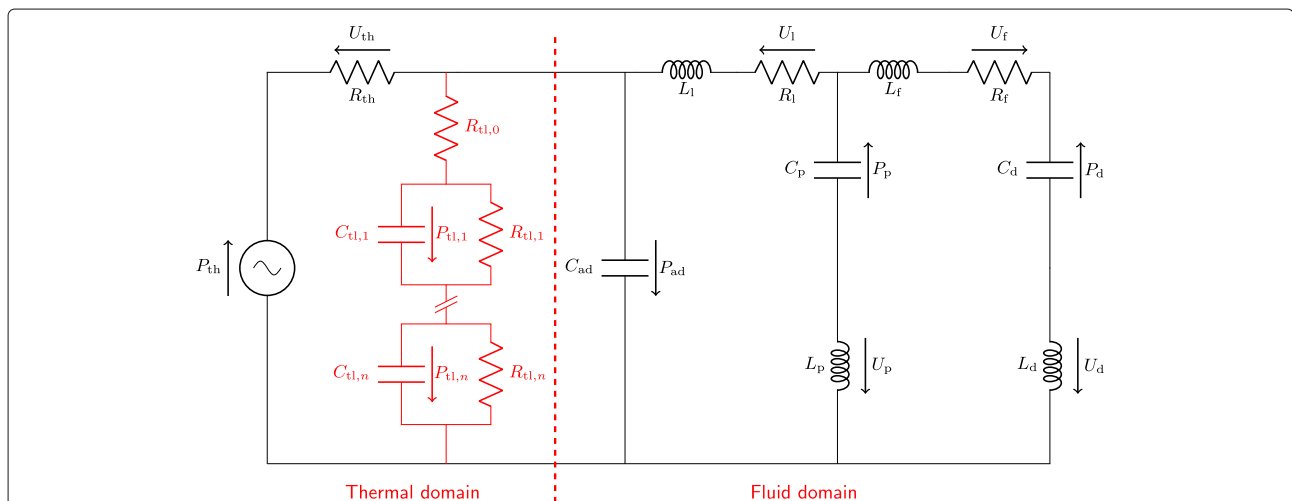 U_th U_l U_f
R_th L_l R_l L_f R_f
R_tl,0
C_p P_p C_d P_d
C_tl,1 P_tl,1 R_tl,1
P_th C_ad P_ad
C_tl,n P_tl,n R_tl,n
L_p U_p L_d U_d
Thermal domain Fluid domain